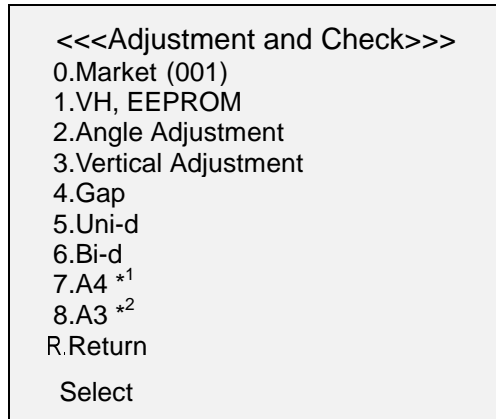 <<<Adjustment and Check>>>
0.Market (001)
1.VH, EEPROM
2.Angle Adjustment
3.Vertical Adjustment
4.Gap
5.Uni-d
6.Bi-d
7.A4 *1
8.A3 *2
R.Return
Select